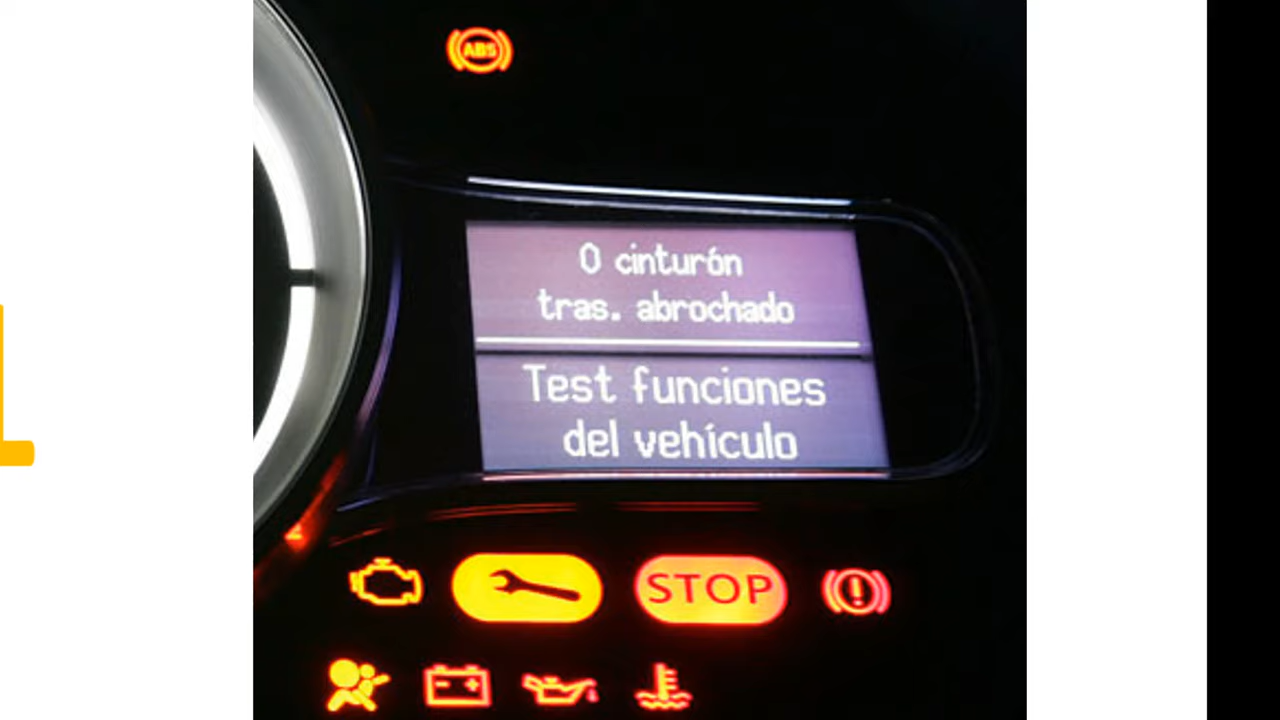 ABS
0 cinturón
tras. abrochado
Test funciones
del vehículo
STOP